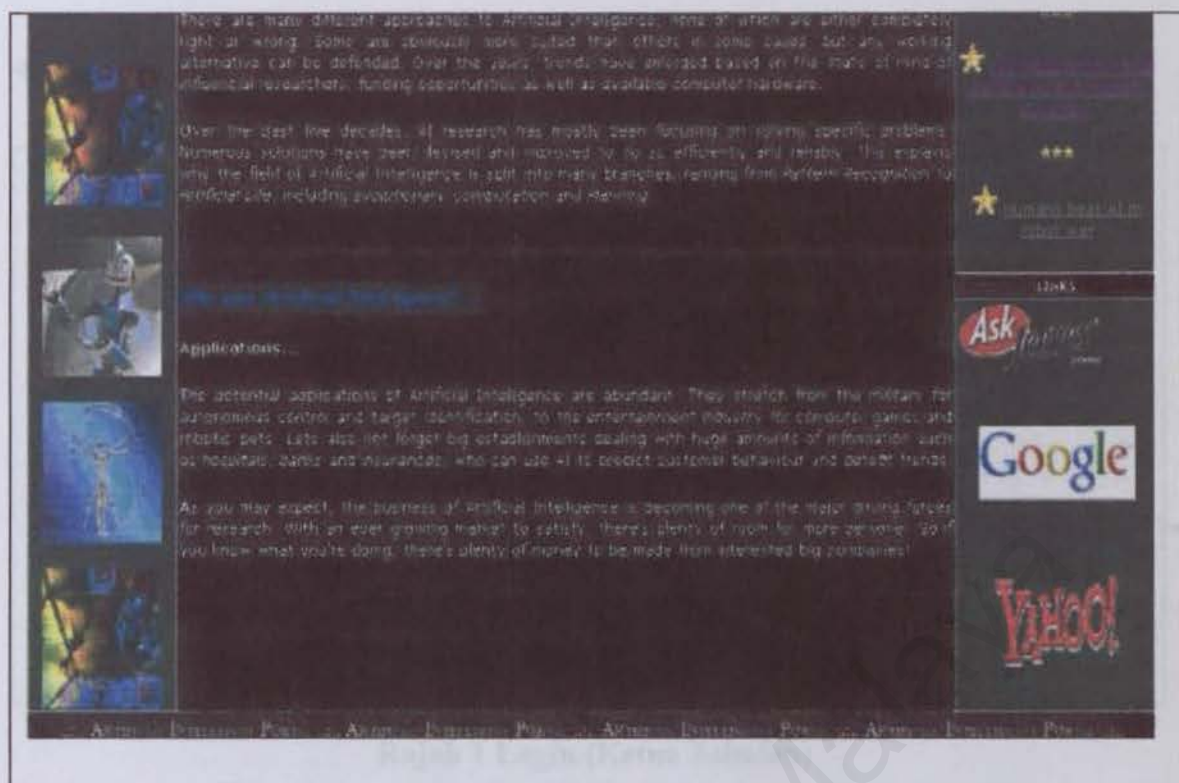 There are many different approaches to Artificial Intelligence, none of which are either completely
right or wrong. Some are obviously more suited than others in some cases, but any working
alternative can be defended. Over the years, trends have emerged based on the state of mind of
influencial researchers, funding opportunities as well as available computer hardware.
Over the past five decades, AI research has mostly been focusing on solving specific problems.
Numerous solutions have been devised and improved to do so efficiently and reliably. This explains
why the field of Artificial Intelligence is split into many branches, ranging from Pattern Recognition to
Artificial Life, including Evolutionary Computation and Planning.
Applications...
The potential applications of Artificial Intelligence are abundant. They stretch from the military for
autonomous control and target identification, to the entertainment industry for computer games and
robotic pets. Lets also not forget big establishments dealing with huge amounts of information such
as hospitals, banks and insurances, who can use AI to predict customer behaviour and detect trends.
As you may expect, the business of Artificial Intelligence is becoming one of the major driving forces
for research. With an ever growing market to satisfy, there's plenty of room for more personel. So if
you know what you're doing, there's plenty of money to be made from interested big companies!
***
***
Humans beat AI in
robot war
LINKS
Ask Jeeves
.com
Google
YAHOO!